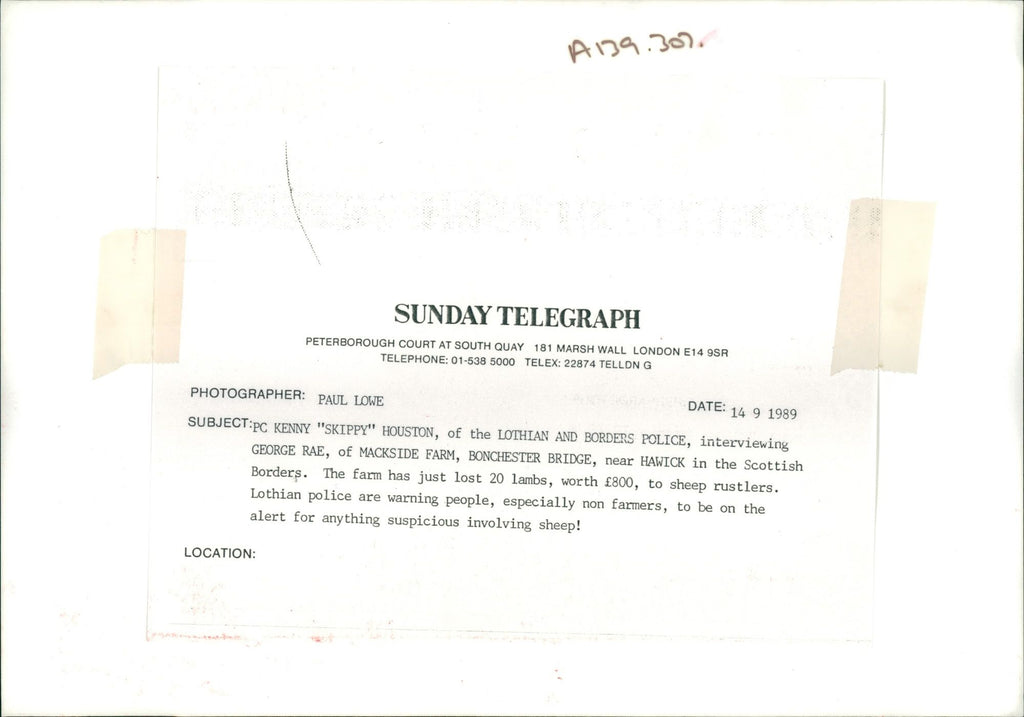 A139.307.
SUNDAY TELEGRAPH
PETERBOROUGH COURT AT SOUTH QUAY 181 MARSH WALL LONDON E14 9SR
TELEPHONE: 01-538 5000 TELEX: 22874 TELLDN G
PHOTOGRAPHER: PAUL LOWE DATE: 14 9 1989
SUBJECT: PC KENNY "SKIPPY" HOUSTON, of the LOTHIAN AND BORDERS POLICE, interviewing
GEORGE RAE, of MACKSIDE FARM, BONCHESTER BRIDGE, near HAWICK in the Scottish
Borders. The farm has just lost 20 lambs, worth £800, to sheep rustlers.
Lothian police are warning people, especially non farmers, to be on the
alert for anything suspicious involving sheep!
LOCATION: